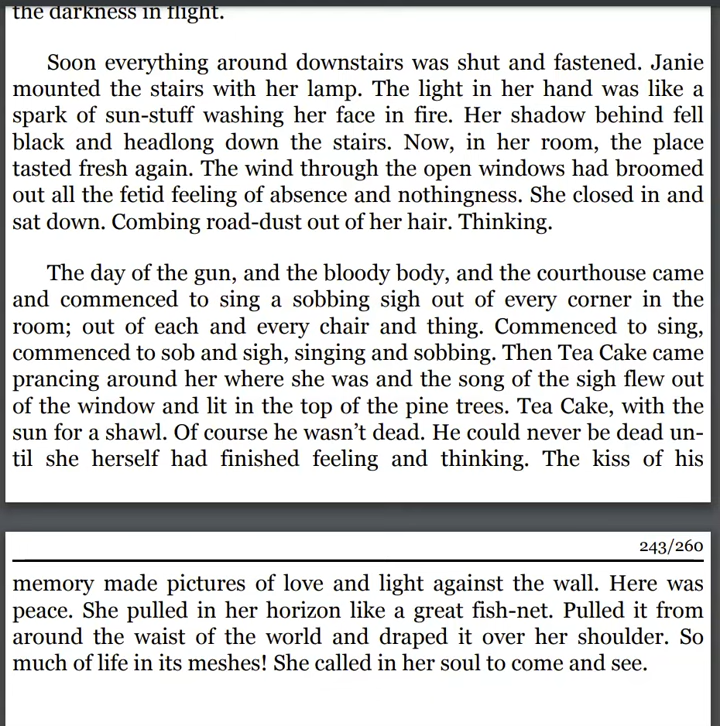 the darkness in flight.
Soon everything around downstairs was shut and fastened. Janie
mounted the stairs with her lamp. The light in her hand was like a
spark of sun-stuff washing her face in fire. Her shadow behind fell
black and headlong down the stairs. Now, in her room, the place
tasted fresh again. The wind through the open windows had broomed
out all the fetid feeling of absence and nothingness. She closed in and
sat down. Combing road-dust out of her hair. Thinking.
The day of the gun, and the bloody body, and the courthouse came
and commenced to sing a sobbing sigh out of every corner in the
room; out of each and every chair and thing. Commenced to sing,
commenced to sob and sigh, singing and sobbing. Then Tea Cake came
prancing around her where she was and the song of the sigh flew out
of the window and lit in the top of the pine trees. Tea Cake, with the
sun for a shawl. Of course he wasn’t dead. He could never be dead un-
til she herself had finished feeling and thinking. The kiss of his
243/260
memory made pictures of love and light against the wall. Here was
peace. She pulled in her horizon like a great fish-net. Pulled it from
around the waist of the world and draped it over her shoulder. So
much of life in its meshes! She called in her soul to come and see.